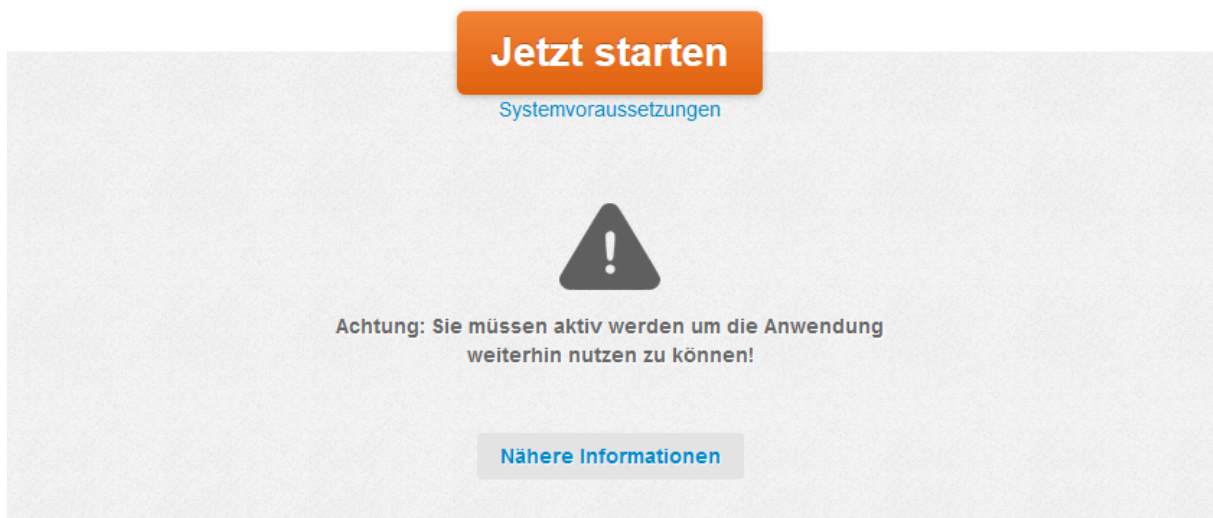 Jetzt starten
Systemvoraussetzungen
!
Achtung: Sie müssen aktiv werden um die Anwendung
weiterhin nutzen zu können!
Nähere Informationen